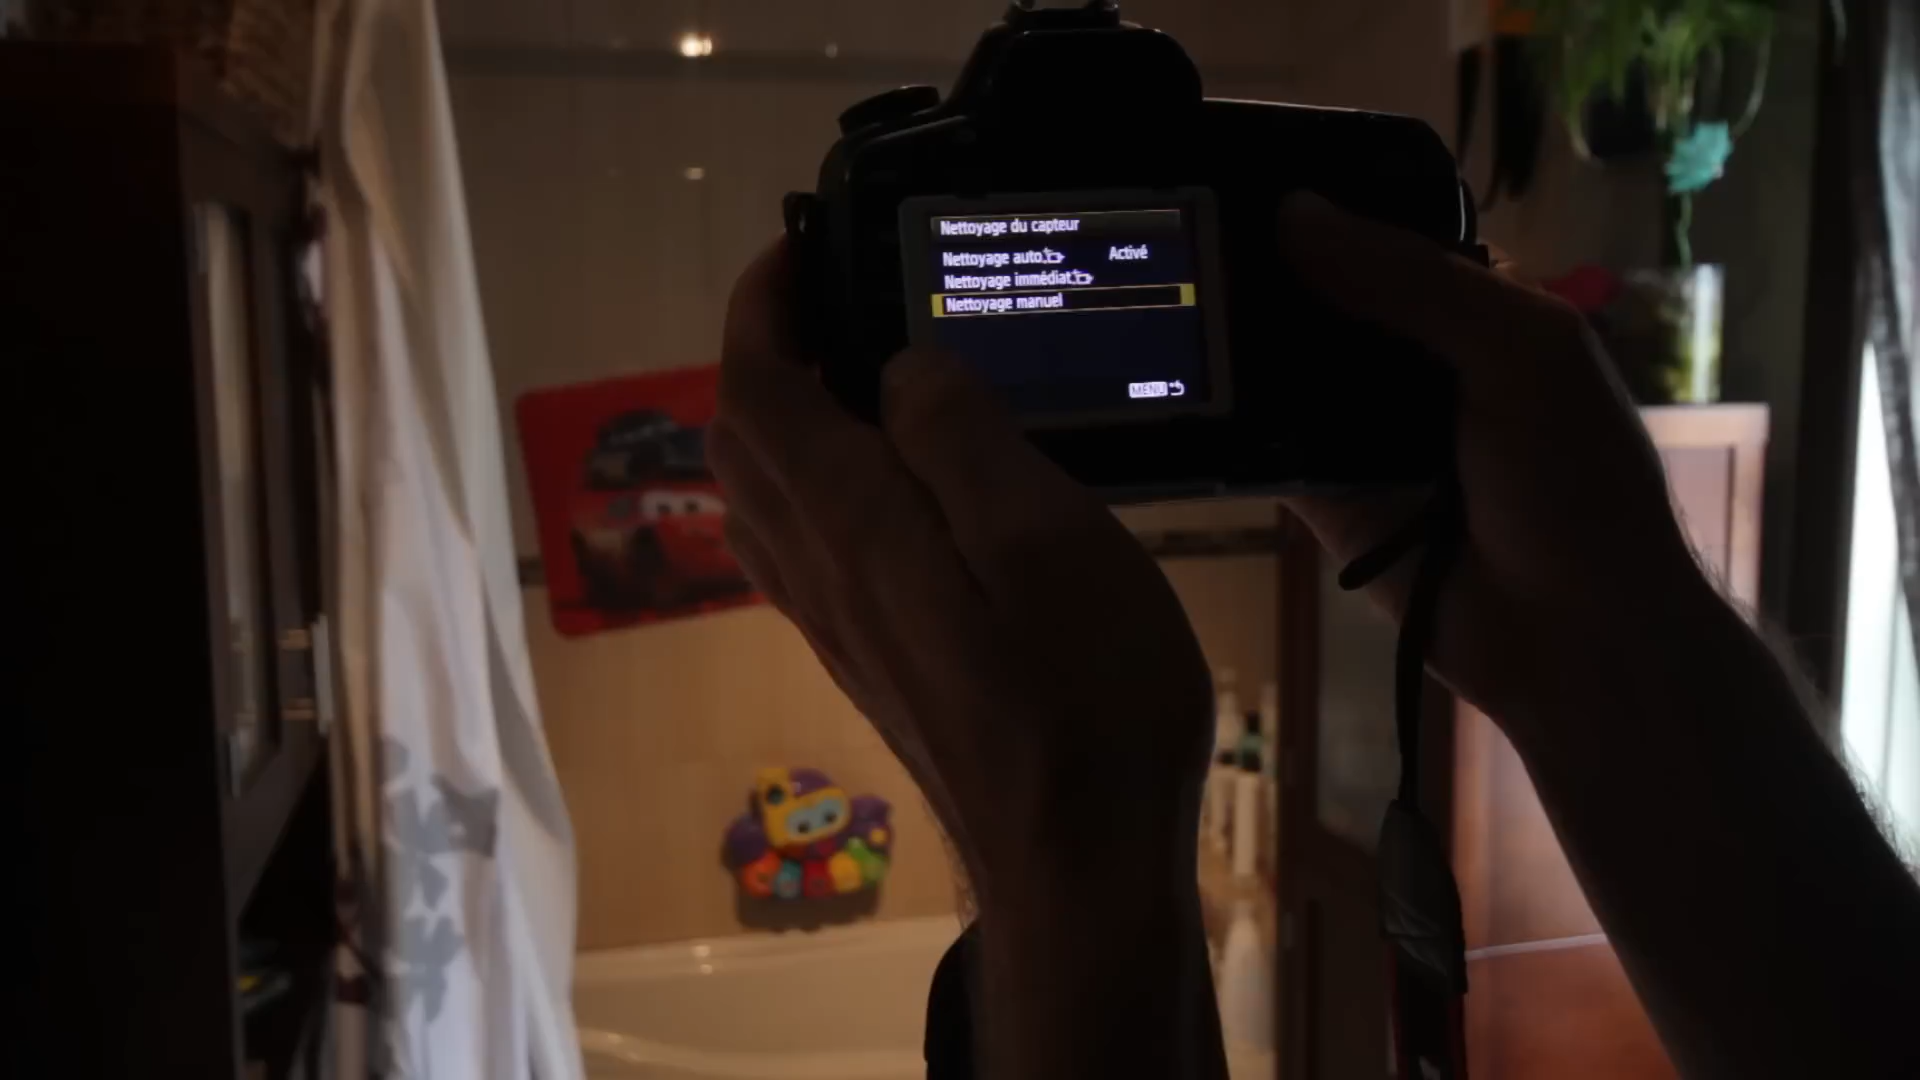 Nettoyage du capteur
Nettoyage auto Activé
Nettoyage immédiat
Nettoyage manuel
MENU